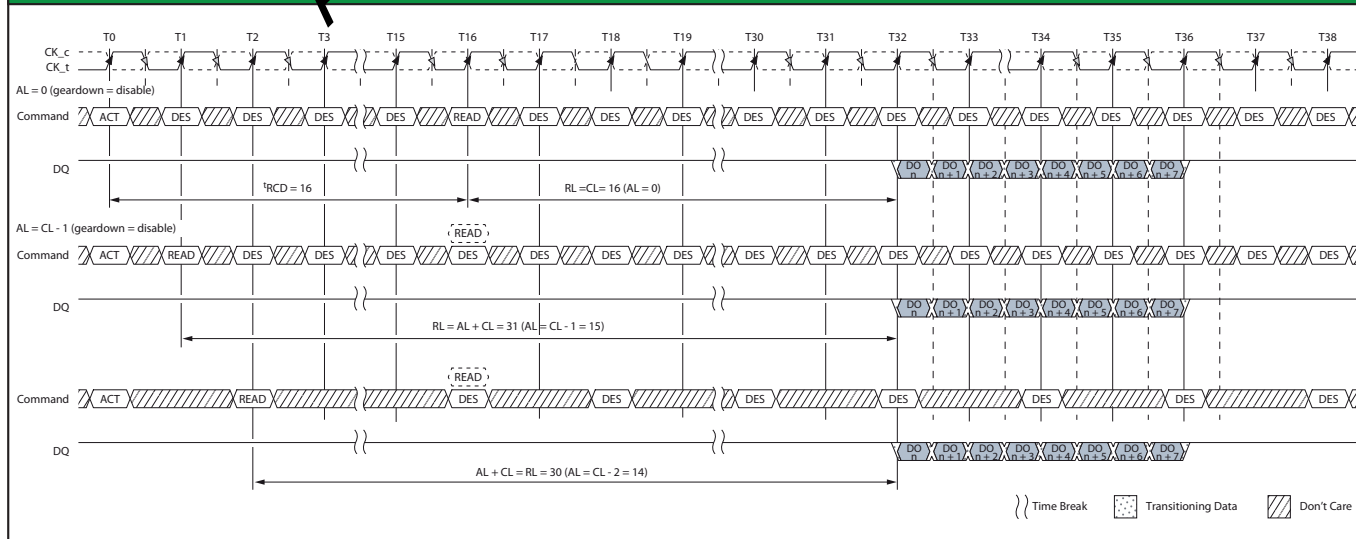 T0 T1 T2 T3 T15 T16 T17 T18 T19 T30 T31 T32 T33 T34 T35 T36 T37 T38
CK_c
CK_t
AL = 0 (geardown = disable)
Command ACT DES DES DES DES READ DES DES DES DES DES DES DES DES DES DES DES DES
DQ DO n DO n + 1 DO n + 2 DO n + 3 DO n + 4 DO n + 5 DO n + 6 DO n + 7
tRCD = 16 RL =CL= 16 (AL = 0)
AL = CL - 1 (geardown = disable)
READ
Command ACT READ DES DES DES DES DES DES DES DES DES DES DES DES DES DES DES DES
DQ DO n DO n + 1 DO n + 2 DO n + 3 DO n + 4 DO n + 5 DO n + 6 DO n + 7
RL = AL + CL = 31 (AL = CL - 1 = 15)
READ
Command ACT READ DES DES DES DES DES DES DES
DQ DO n DO n + 1 DO n + 2 DO n + 3 DO n + 4 DO n + 5 DO n + 6 DO n + 7
AL + CL = RL = 30 (AL = CL - 2 = 14)
Time Break Transitioning Data Don't Care